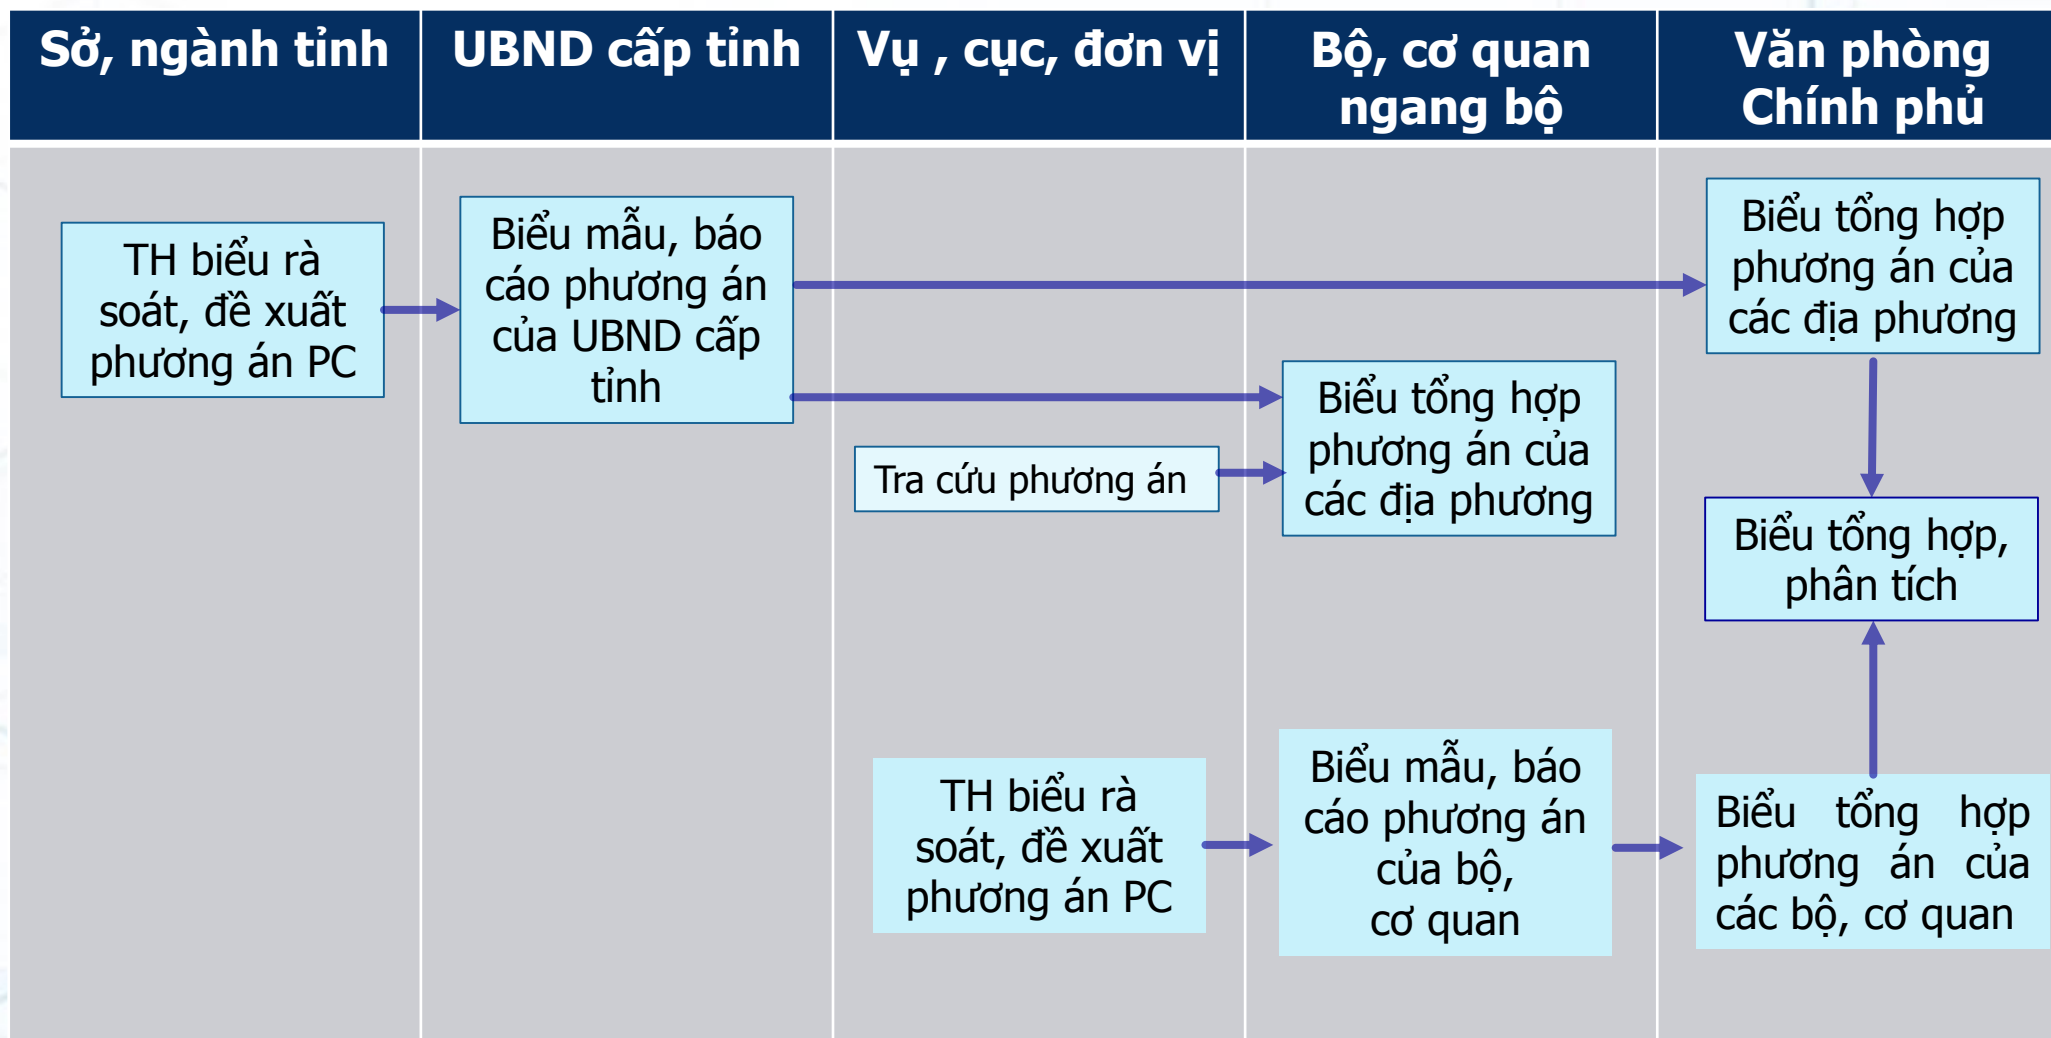 Sở, ngành tỉnh
UBND cấp tỉnh
Vụ , cục, đơn vị
Bộ, cơ quan
ngang bộ
Văn phòng
Chính phủ
TH biểu rà
soát, đề xuất
phương án PC
Biểu mẫu, báo
cáo phương án
của UBND cấp
tỉnh
Biểu tổng hợp
phương án của
các địa phương
Biểu tổng hợp
phương án của
các địa phương
Tra cứu phương án
Biểu tổng hợp,
phân tích
TH biểu rà
soát, đề xuất
phương án PC
Biểu mẫu, báo
cáo phương án
của bộ,
cơ quan
Biểu tổng hợp
phương án của
các bộ, cơ quan